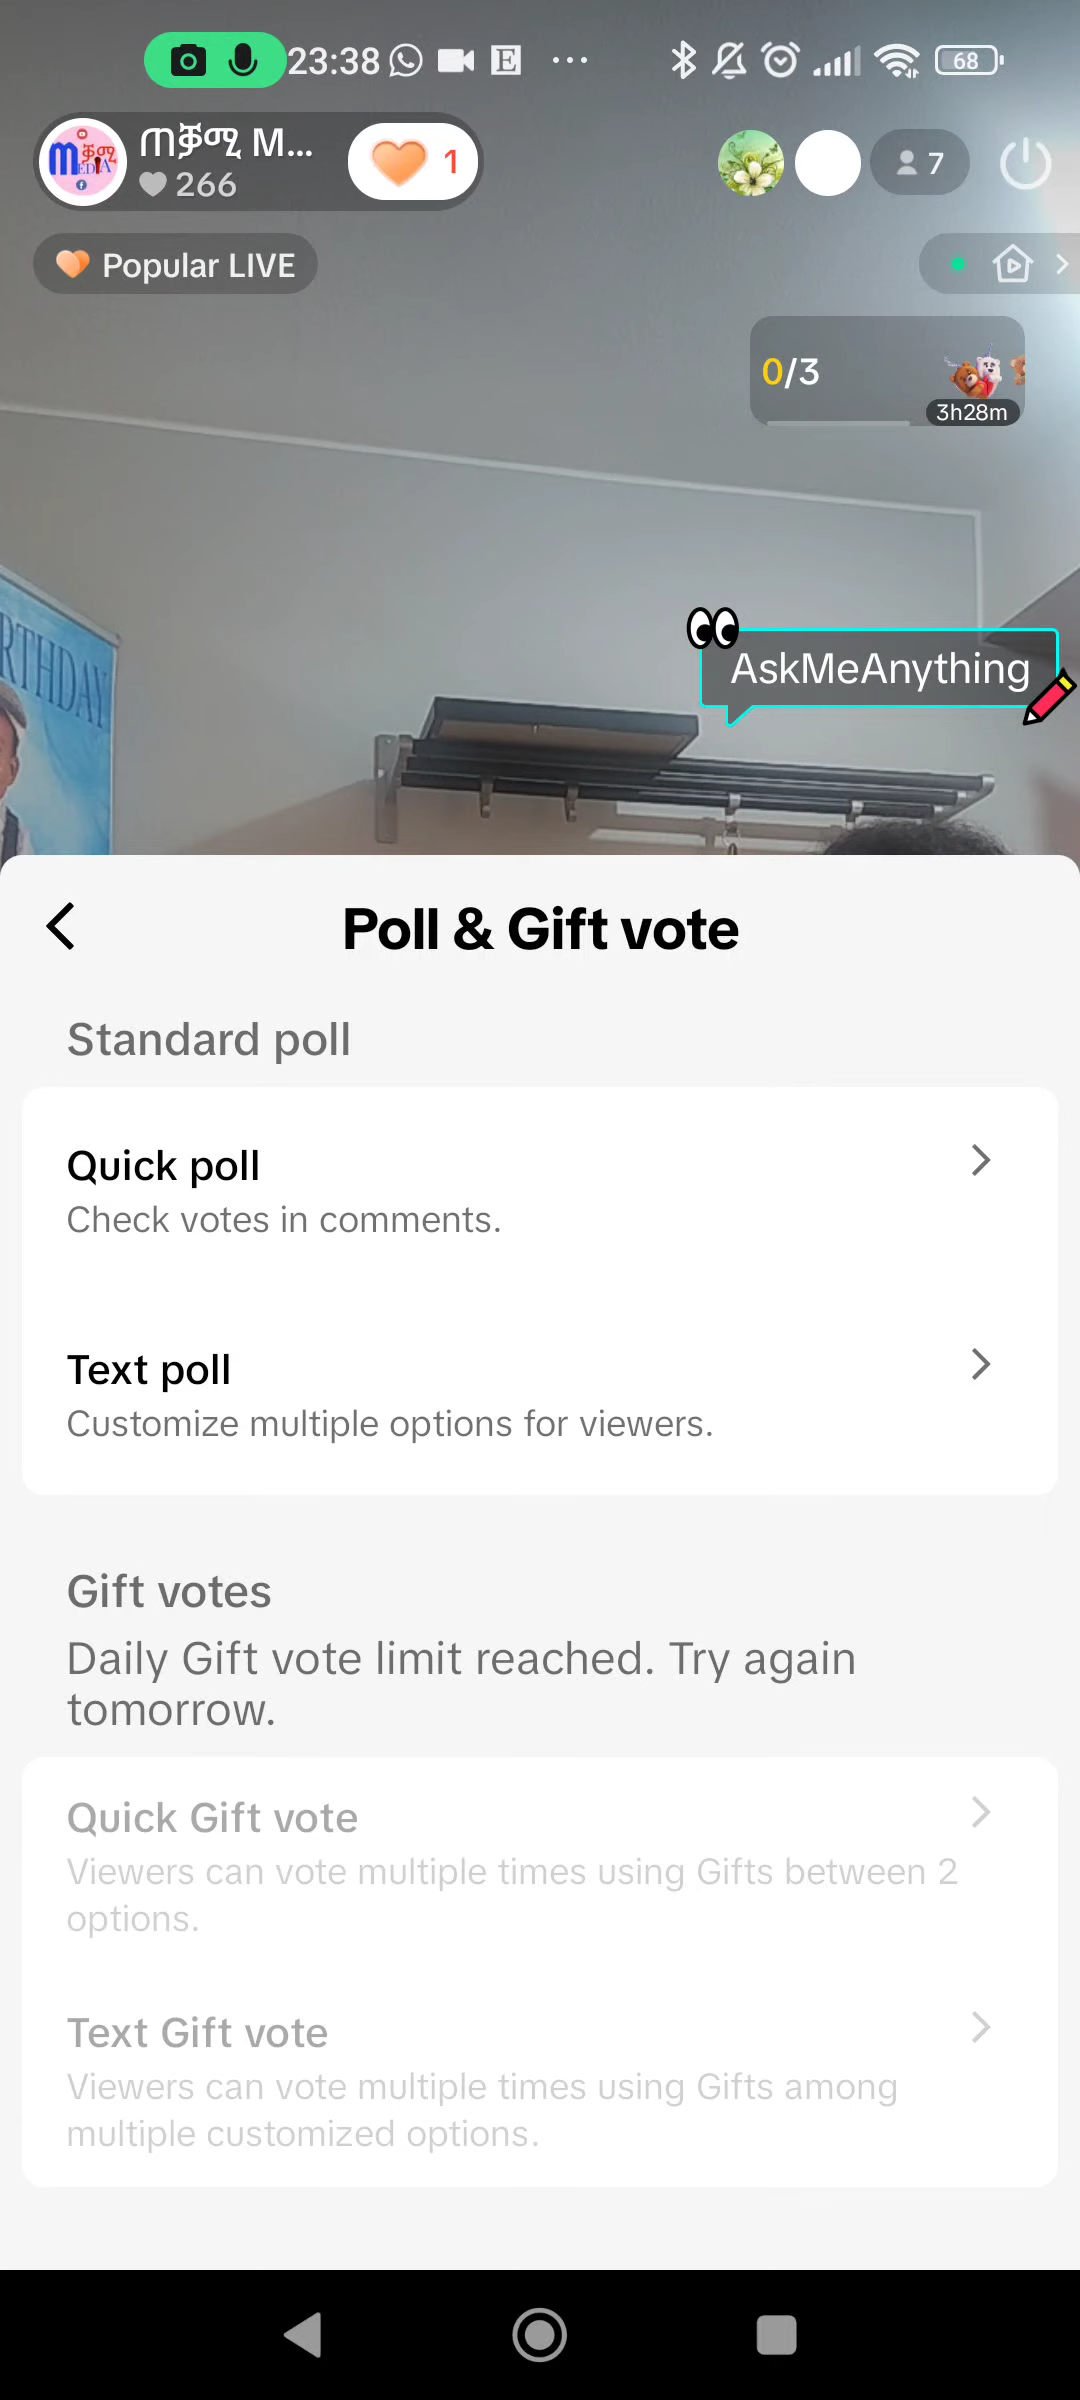 23:38
68
ጠቓሚ M...
266
1
7
Popular LIVE
0/3
3h28m
RTHDAY
AskMeAnything
Poll & Gift vote
Standard poll
Quick poll
Check votes in comments.
Text poll
Customize multiple options for viewers.
Gift votes
Daily Gift vote limit reached. Try again
tomorrow.
Quick Gift vote
Viewers can vote multiple times using Gifts between 2
options.
Text Gift vote
Viewers can vote multiple times using Gifts among
multiple customized options.